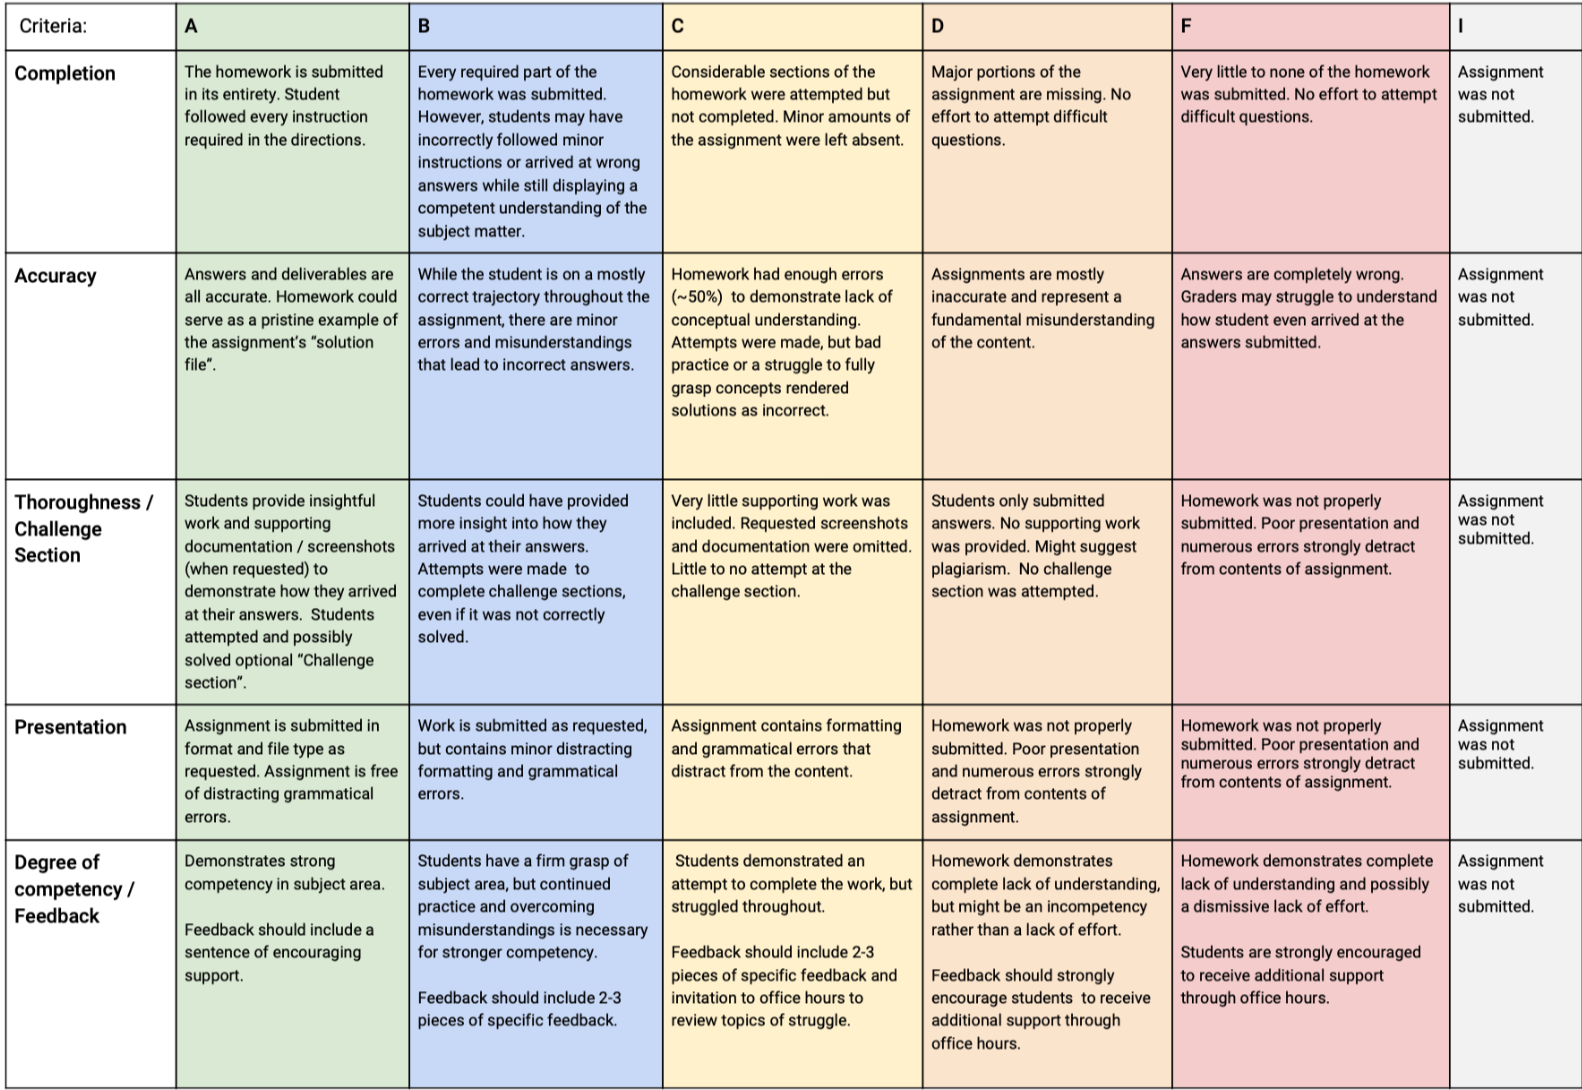 Criteria:
A
B
C
D
F
I
Completion
The homework is submitted
in its entirety. Student
followed every instruction
required in the directions.
Every required part of the
homework was submitted.
However, students may have
incorrectly followed minor
instructions or arrived at wrong
answers while still displaying a
competent understanding of the
subject matter.
Considerable sections of the
homework were attempted but
not completed. Minor amounts of
the assignment were left absent.
Major portions of the
assignment are missing. No
effort to attempt difficult
questions.
Very little to none of the homework
was submitted. No effort to attempt
difficult questions.
Assignment
was not
submitted.
Accuracy
Answers and deliverables are
all accurate. Homework could
serve as a pristine example of
the assignment's “solution
file”.
While the student is on a mostly
correct trajectory throughout the
assignment, there are minor
errors and misunderstandings
that lead to incorrect answers.
Homework had enough errors
(~50%)  to demonstrate lack of
conceptual understanding.
Attempts were made, but bad
practice or a struggle to fully
grasp concepts rendered
solutions as incorrect.
Assignments are mostly
inaccurate and represent a
fundamental misunderstanding
of the content.
Answers are completely wrong.
Graders may struggle to understand
how student even arrived at the
answers submitted.
Assignment
was not
submitted.
Thoroughness /
Challenge
Section
Students provide insightful
work and supporting
documentation / screenshots
(when requested) to
demonstrate how they arrived
at their answers.  Students
attempted and possibly
solved optional “Challenge
section”.
Students could have provided
more insight into how they
arrived at their answers.
Attempts were made  to
complete challenge sections,
even if it was not correctly
solved.
Very little supporting work was
included. Requested screenshots
and documentation were omitted.
Little to no attempt at the
challenge section.
Students only submitted
answers. No supporting work
was provided. Might suggest
plagiarism.  No challenge
section was attempted.
Homework was not properly
submitted. Poor presentation and
numerous errors strongly detract
from contents of assignment.
Assignment
was not
submitted.
Presentation
Assignment is submitted in
format and file type as
requested. Assignment is free
of distracting grammatical
errors.
Work is submitted as requested,
but contains minor distracting
formatting and grammatical
errors.
Assignment contains formatting
and grammatical errors that
distract from the content.
Homework was not properly
submitted. Poor presentation
and numerous errors strongly
detract from contents of
assignment.
Homework was not properly
submitted. Poor presentation and
numerous errors strongly detract
from contents of assignment.
Assignment
was not
submitted.
Degree of
competency /
Feedback
Demonstrates strong
competency in subject area.
Feedback should include a
sentence of encouraging
support.
Students have a firm grasp of
subject area, but continued
practice and overcoming
misunderstandings is necessary
for stronger competency.
Feedback should include 2-3
pieces of specific feedback.
Students demonstrated an
attempt to complete the work, but
struggled throughout.
Feedback should include 2-3
pieces of specific feedback and
invitation to office hours to
review topics of struggle.
Homework demonstrates
complete lack of understanding,
but might be an incompetency
rather than a lack of effort.
Feedback should strongly
encourage students  to receive
additional support through
office hours.
Homework demonstrates complete
lack of understanding and possibly
a dismissive lack of effort.
Students are strongly encouraged
to receive additional support
through office hours.
Assignment
was not
submitted.